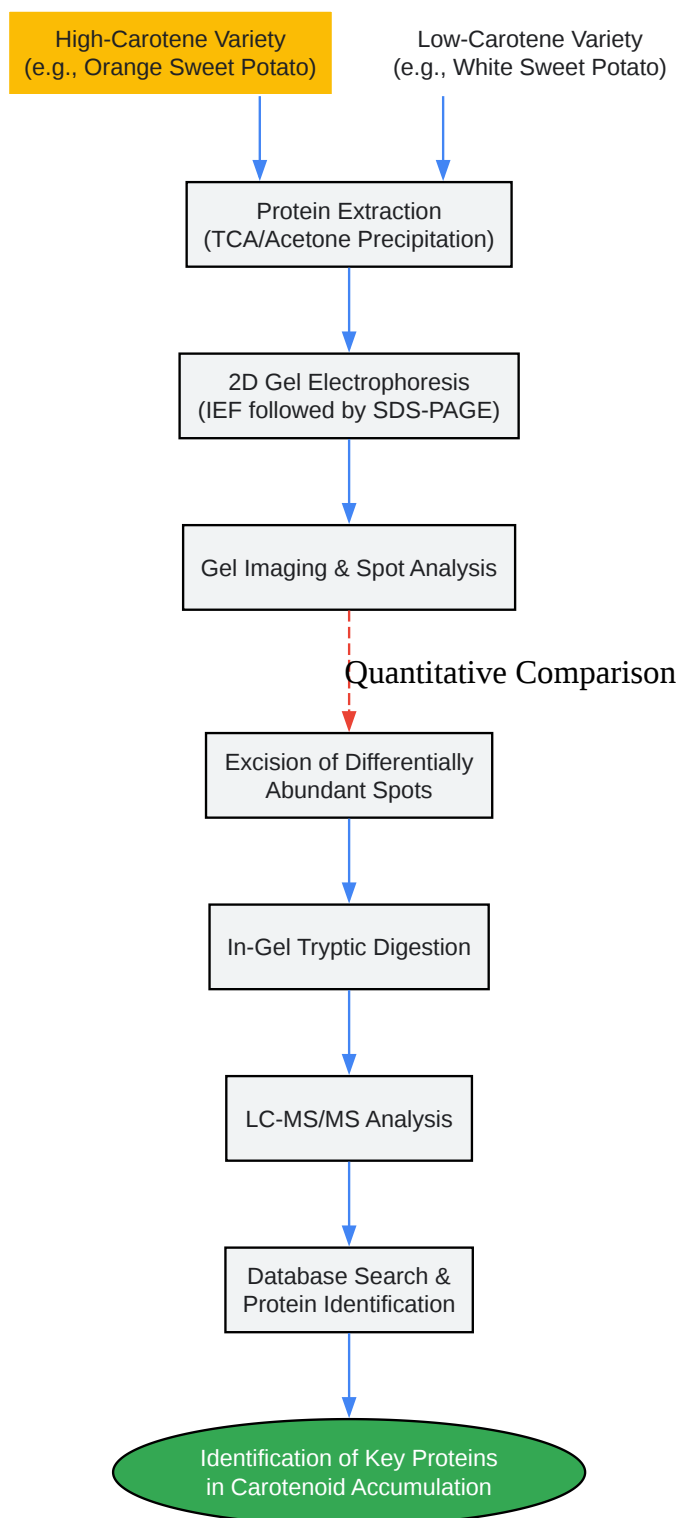 High-Carotene Variety
(e.g., Orange Sweet Potato)
Low-Carotene Variety
(e.g., White Sweet Potato)
Protein Extraction
(TCA/Acetone Precipitation)
2D Gel Electrophoresis
(IEF followed by SDS-PAGE)
Gel Imaging & Spot Analysis
Quantitative Comparison
Excision of Differentially
Abundant Spots
In-Gel Tryptic Digestion
LC-MS/MS Analysis
Database Search &
Protein Identification
Identification of Key Proteins
in Carotenoid Accumulation